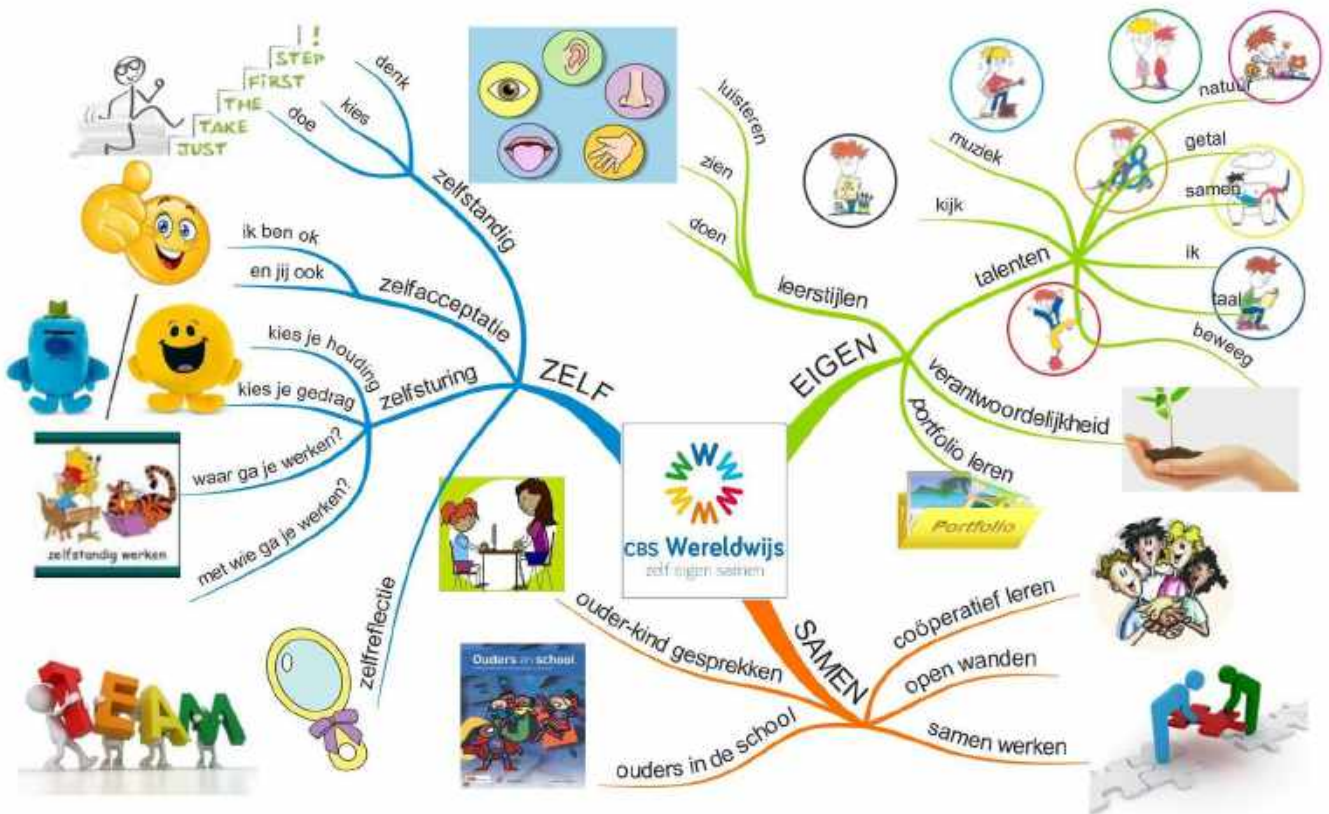 !
STEP
FIRST
THE
TAKE
JUST
denk
kies
doe
zelfstandig
ik ben ok
en jij ook
zelfacceptatie
kies je houding
kies je gedrag
waar ga je werken?
met wie ga je werken?
zelfsturing
zelfreflectie
ZELF
zelfstandig werken
TEAM
luisteren
zien
doen
leerstijlen
muziek
kijk
natuur
getal
samen
ik
taal
beweeg
talenten
EIGEN
verantwoordelijkheid
portfolio leren
Portfolio
CBS Wereldwijs
zelf eigen samen
SAMEN
ouder-kind gesprekken
ouders in de school
Ouders en school
coöperatief leren
open wanden
samen werken